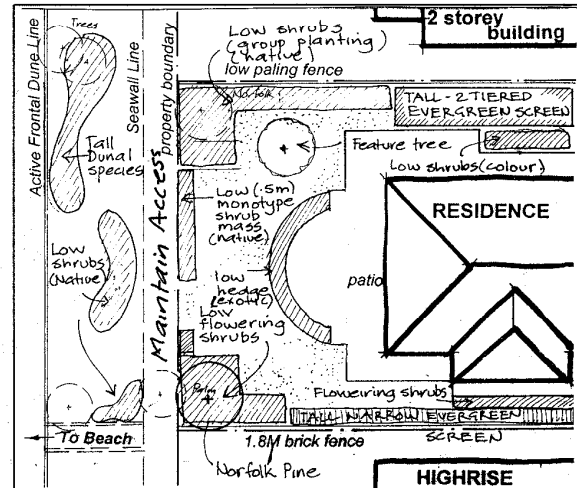 Low shrubs
(group planting)
(native)
low paling fence
2 storey
building
Trees
Active Frontal Dune Line
Seawall Line
property boundary
Norfolk
TALL-2 TIERED
EVERGREEN SCREEN
Feature tree
Low shrubs (colour)
Tall
Dunal
species
Maintain Access
Low (.5m)
monotype
shrub
mass
(native)
RESIDENCE
Low
shrubs
(Native)
low
hedge
(exotic)
patio
Low
flowering
shrubs
Flowering shrubs
TALL NARROW EVERGREEN
SCREEN
To Beach
1.8M brick fence
Norfolk Pine
HIGHRISE